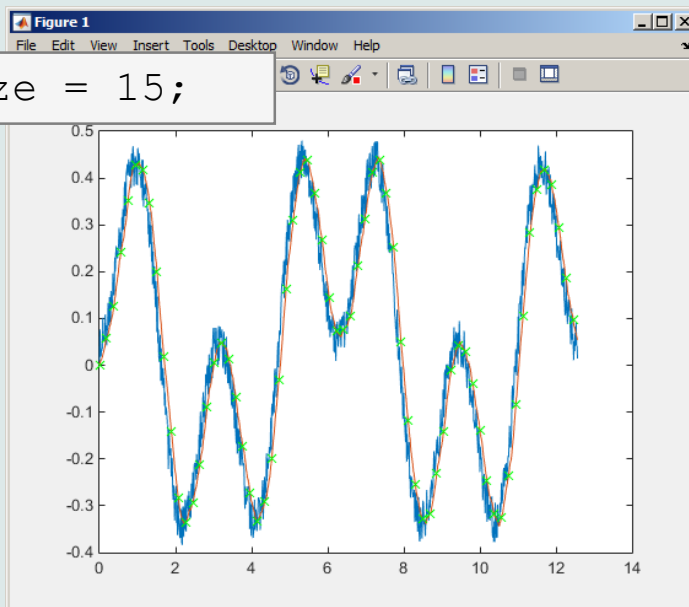 Figure 1
File Edit View Insert Tools Desktop Window Help
ze = 15;
0.5
0.4
0.3
0.2
0.1
0
-0.1
-0.2
-0.3
-0.4
0 2 4 6 8 10 12 14